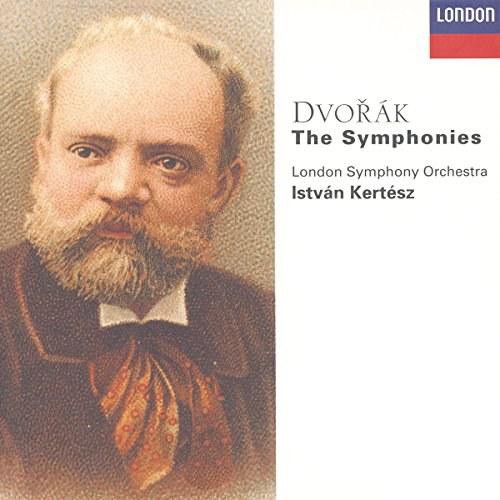 LONDON
DVOŘÁK
The Symphonies
London Symphony Orchestra
István Kertész